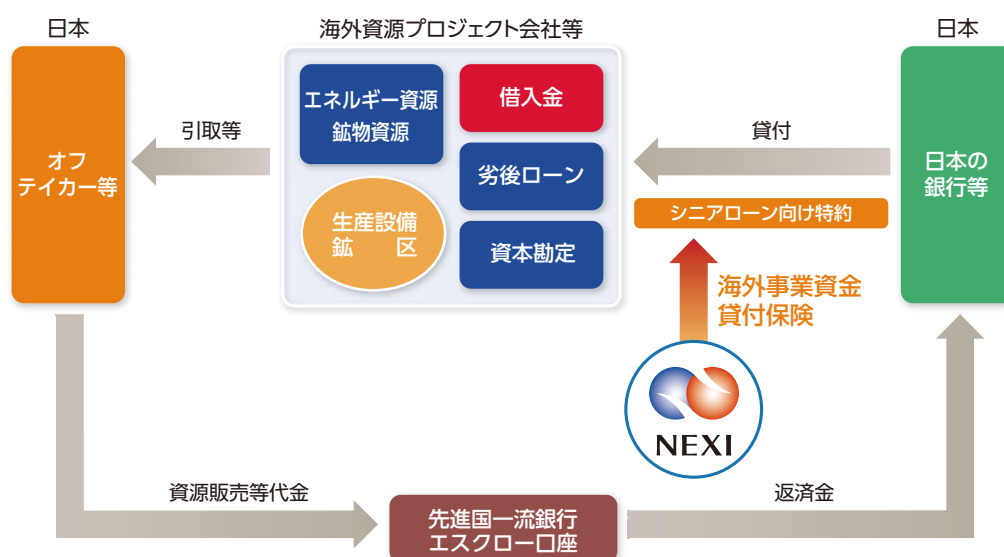 日本
海外資源プロジェクト会社等
日本
オフ
テイカー等
引取等
エネルギー資源
鉱物資源
生産設備
鉱　区
借入金
劣後ローン
資本勘定
貸付
シニアローン向け特約
日本の
銀行等
海外事業資金
貸付保険
NEXI
資源販売等代金
先進国一流銀行
エスクロー口座
返済金